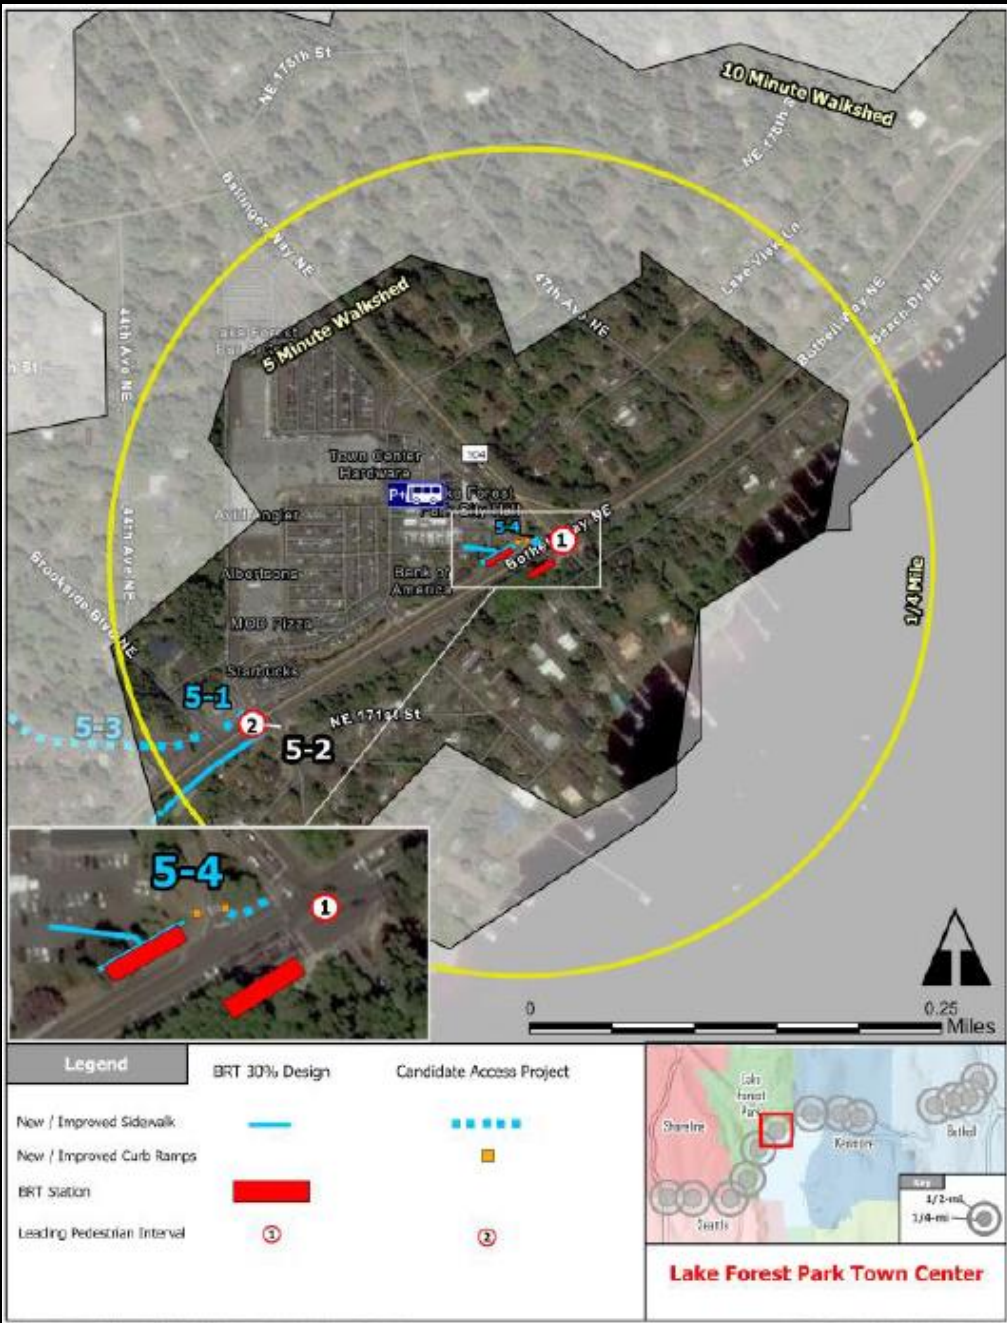 NE 178th St
10 Minute Walkshed
Ballinger Way NE
47th Ave NE
Lake View Ln
Bothell Way NE
Beach Dr NE
44th Ave NE
5 Minute Walkshed
Town Center
Hardware
104
P+
Avid Angler
5-4
Bothell Way NE
1
44th Ave NE
Albertsons
Bank of
America
1/4 Mile
Brookside Blvd NE
MOD Pizza
Starbucks
5-1
5-3
2
NE 171st St
5-2
5-4
1
0
0.25
Miles
Legend
BRT 30% Design
Candidate Access Project
New / Improved Sidewalk
New / Improved Curb Ramps
BRT Station
Leading Pedestrian Interval
1
2
Lake
Forest
Park
Shoreline
Kenmore
Bothell
Seattle
Key
1/2-mi
1/4-mi
Lake Forest Park Town Center